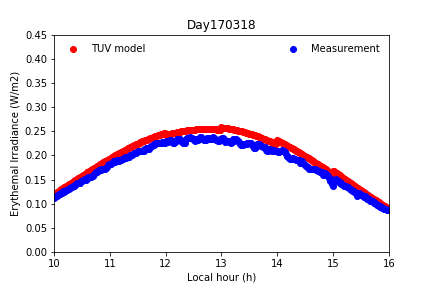 Day170318
TUV model
Measurement
Erythemal Irradiance (W/m2)
0.45
0.40
0.35
0.30
0.25
0.20
0.15
0.10
0.05
0.00
10 11 12 13 14 15 16
Local hour (h)